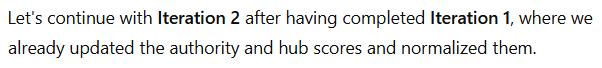 Let's continue with Iteration 2 after having completed Iteration 1, where we
already updated the authority and hub scores and normalized them.